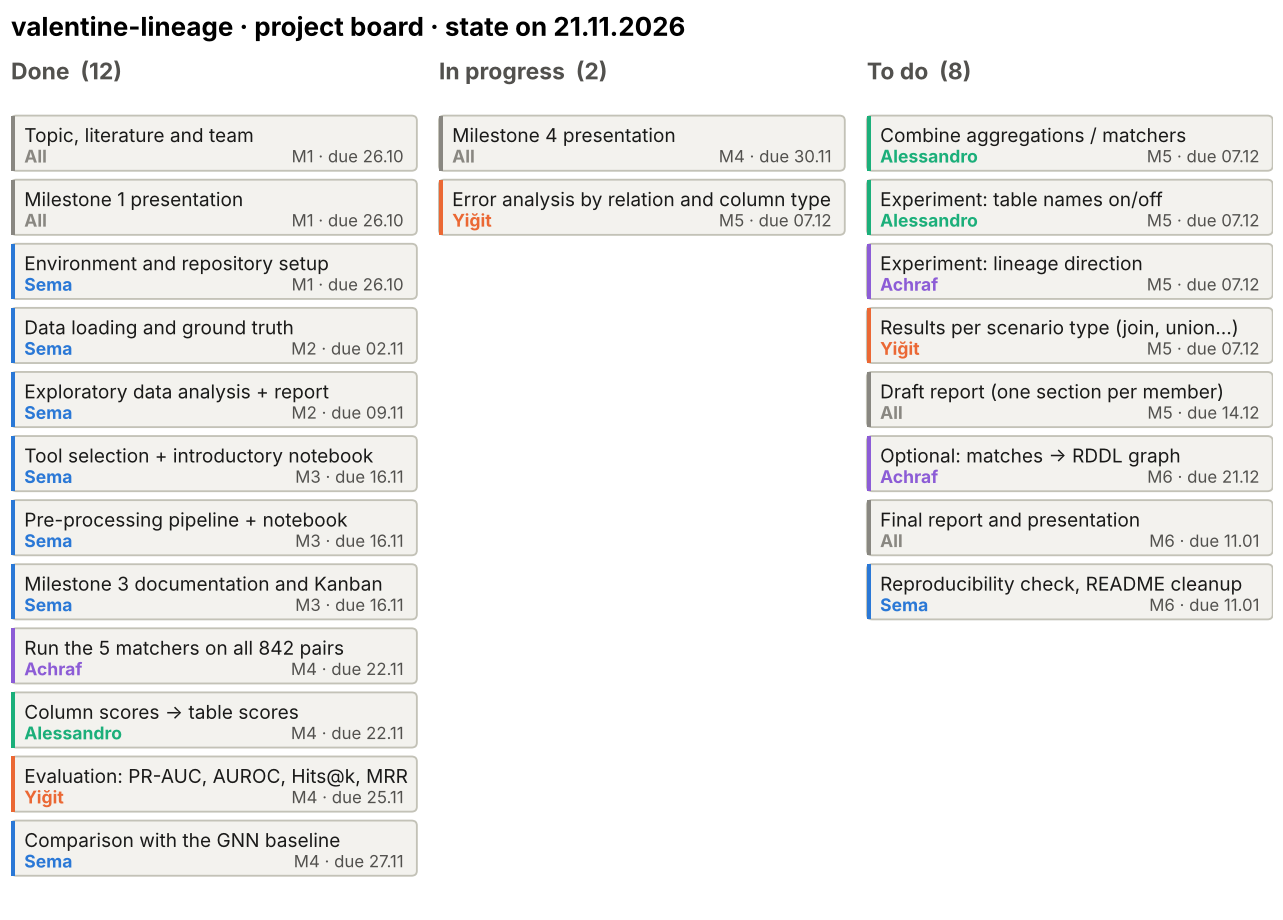 valentine-lineage · project board · state on 21.11.2026
Done (12)
Topic, literature and team
All M1 · due 26.10
Milestone 1 presentation
All M1 · due 26.10
Environment and repository setup
Sema M1 · due 26.10
Data loading and ground truth
Sema M2 · due 02.11
Exploratory data analysis + report
Sema M2 · due 09.11
Tool selection + introductory notebook
Sema M3 · due 16.11
Pre-processing pipeline + notebook
Sema M3 · due 16.11
Milestone 3 documentation and Kanban
Sema M3 · due 16.11
Run the 5 matchers on all 842 pairs
Achraf M4 · due 22.11
Column scores → table scores
Alessandro M4 · due 22.11
Evaluation: PR-AUC, AUROC, Hits@k, MRR
Yiğit M4 · due 25.11
Comparison with the GNN baseline
Sema M4 · due 27.11
In progress (2)
Milestone 4 presentation
All M4 · due 30.11
Error analysis by relation and column type
Yiğit M5 · due 07.12
To do (8)
Combine aggregations / matchers
Alessandro M5 · due 07.12
Experiment: table names on/off
Alessandro M5 · due 07.12
Experiment: lineage direction
Achraf M5 · due 07.12
Results per scenario type (join, union...)
Yiğit M5 · due 07.12
Draft report (one section per member)
All M5 · due 14.12
Optional: matches → RDDL graph
Achraf M6 · due 21.12
Final report and presentation
All M6 · due 11.01
Reproducibility check, README cleanup
Sema M6 · due 11.01